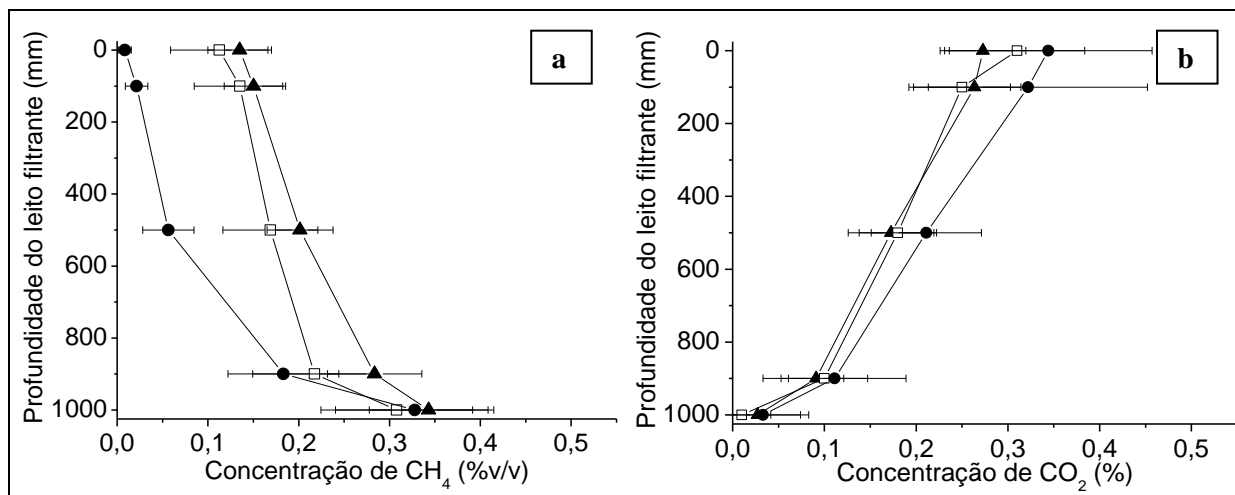 a
Profundidade do leito filtrante (mm)
0
200
400
600
800
1000
0,0 0,1 0,2 0,3 0,4 0,5
Concentração de CH₄ (%v/v)
b
Profundidade do leito filtrante (mm)
0
200
400
600
800
1000
0,0 0,1 0,2 0,3 0,4 0,5
Concentração de CO₂ (%)